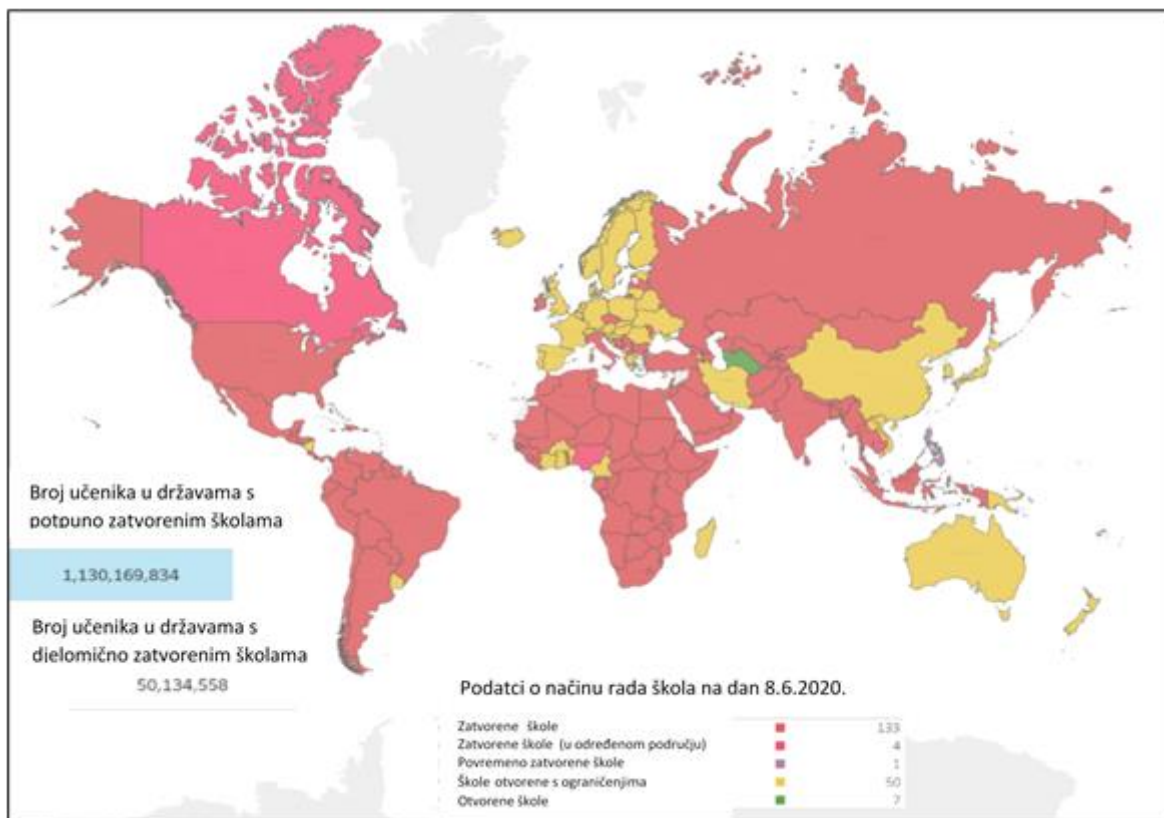 Broj učenika u državama s
potpuno zatvorenim školama
1,130,169,834
Broj učenika u državama s
djelomično zatvorenim školama
50,134,558
Podatci o načinu rada škola na dan 8.6.2020.
Zatvorene škole 133
Zatvorene škole (u određenom području) 4
Povremeno zatvorene škole 1
Škole otvorene s ograničenjima 50
Otvorene škole 7